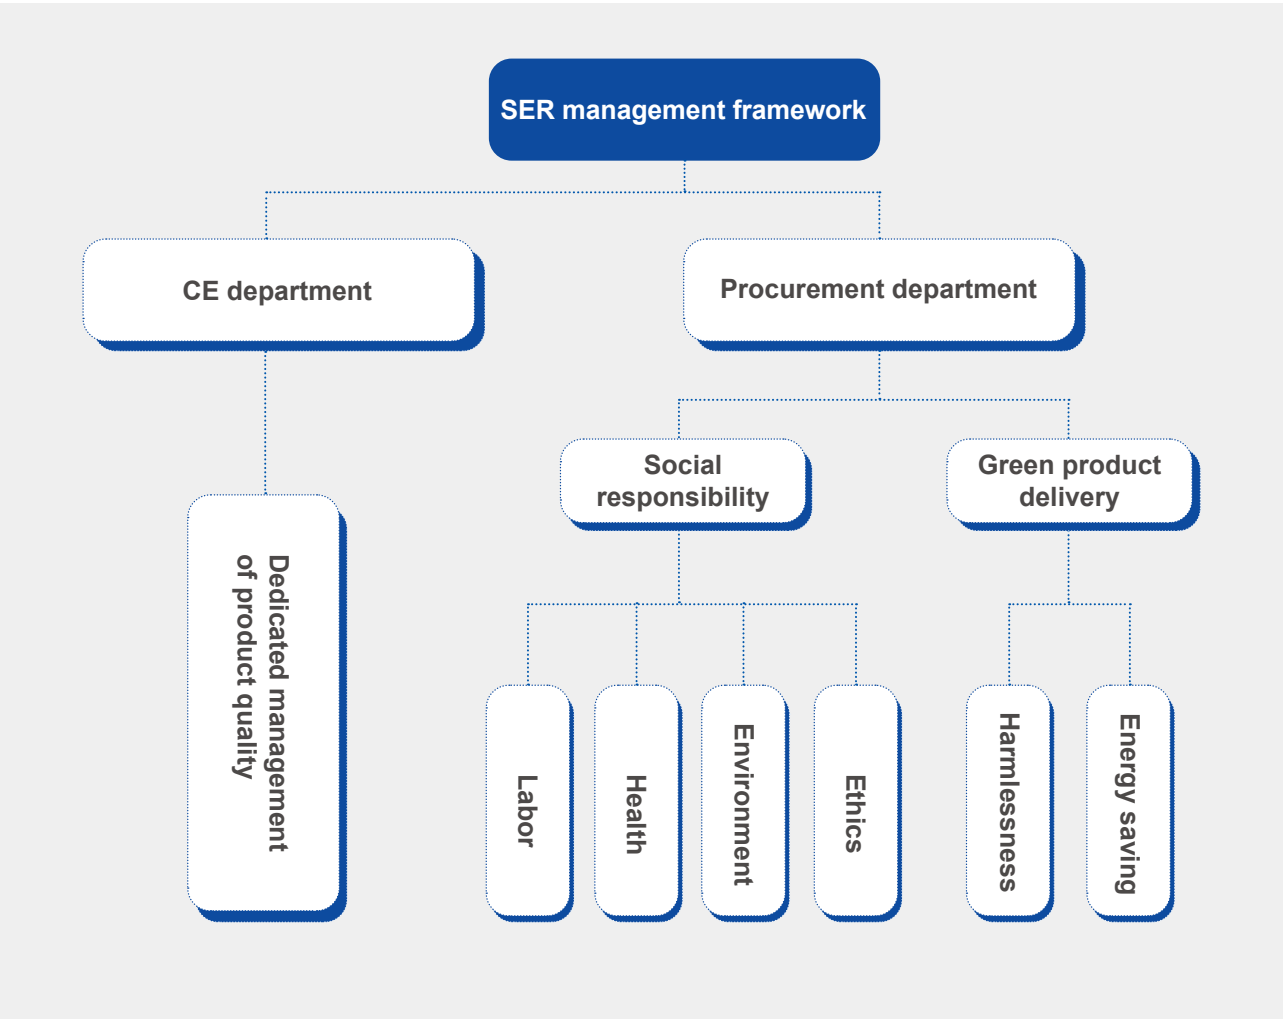 SER management framework
CE department
Procurement department
Social
responsibility
Green product
delivery
Dedicated management
of product quality
Labor
Health
Environment
Ethics
Harmlessness
Energy saving